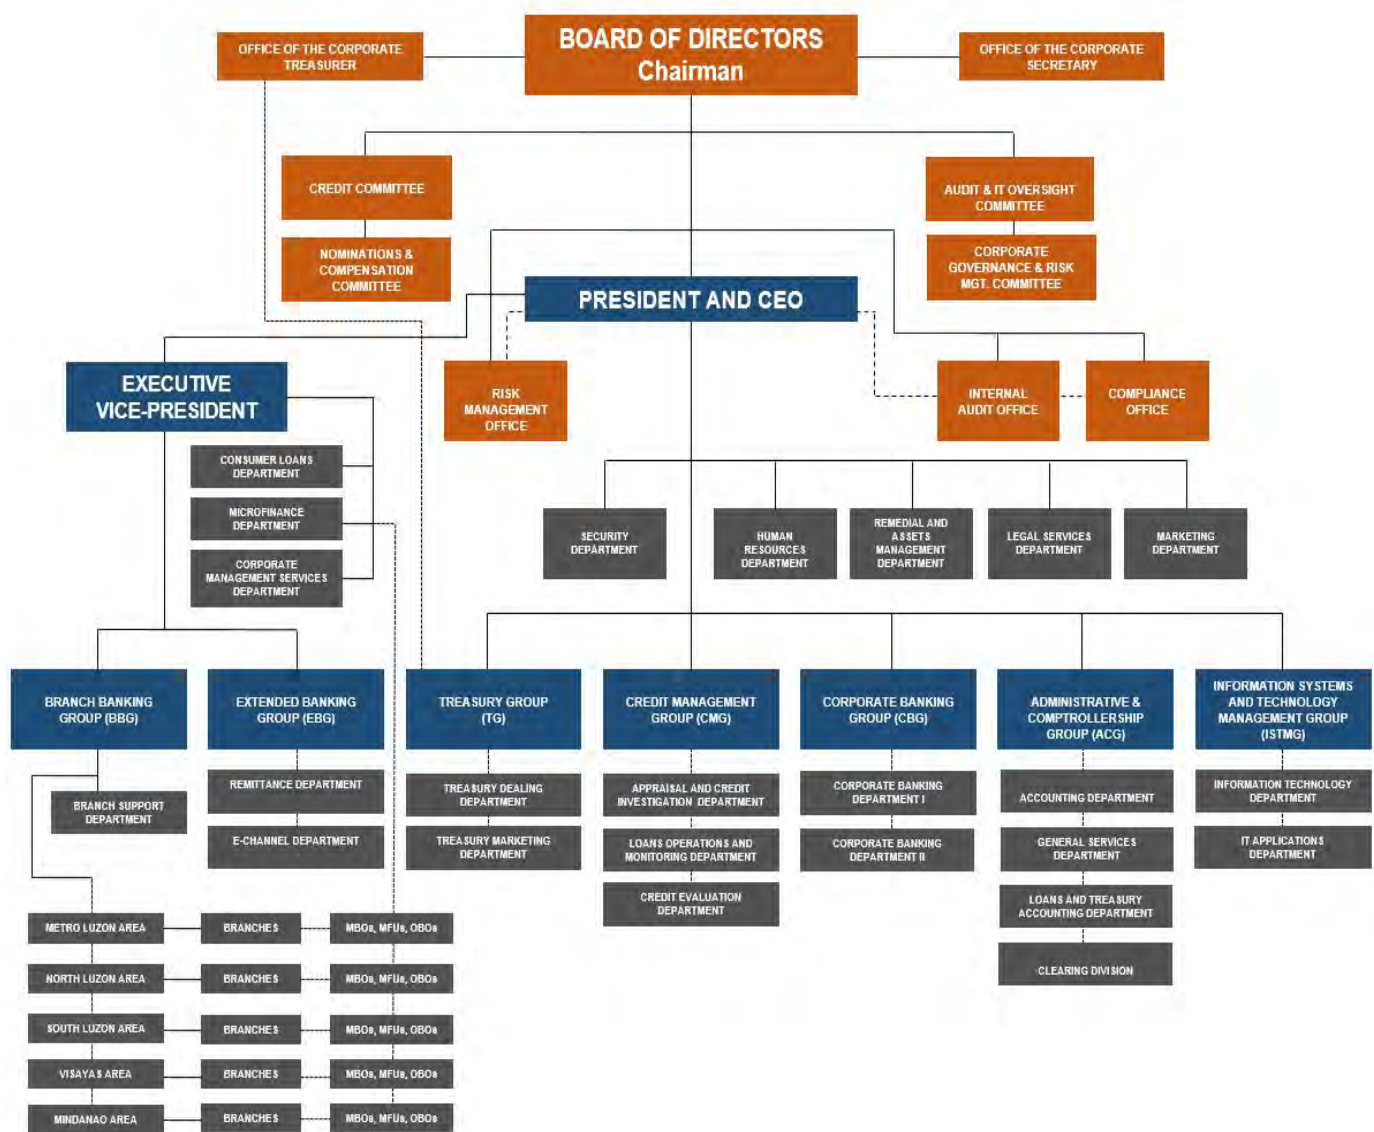 BOARD OF DIRECTORS
Chairman
OFFICE OF THE CORPORATE
TREASURER
OFFICE OF THE CORPORATE
SECRETARY
CREDIT COMMITTEE
AUDIT & IT OVERSIGHT
COMMITTEE
NOMINATIONS &
COMPENSATION
COMMITTEE
CORPORATE
GOVERNANCE & RISK
MGT. COMMITTEE
PRESIDENT AND CEO
EXECUTIVE
VICE-PRESIDENT
RISK
MANAGEMENT
OFFICE
INTERNAL
AUDIT OFFICE
COMPLIANCE
OFFICE
CONSUMER LOANS
DEPARTMENT
MICROFINANCE
DEPARTMENT
CORPORATE
MANAGEMENT SERVICES
DEPARTMENT
SECURITY
DEPARTMENT
HUMAN
RESOURCES
DEPARTMENT
REMEDIAL AND
ASSETS
MANAGEMENT
DEPARTMENT
LEGAL SERVICES
DEPARTMENT
MARKETING
DEPARTMENT
BRANCH BANKING
GROUP (BBG)
EXTENDED BANKING
GROUP (EBG)
TREASURY GROUP
(TG)
CREDIT MANAGEMENT
GROUP (CMG)
CORPORATE BANKING
GROUP (CBG)
ADMINISTRATIVE &
COMPTROLLERSHIP
GROUP (ACG)
INFORMATION SYSTEMS
AND TECHNOLOGY
MANAGEMENT GROUP
(ISTMG)
BRANCH SUPPORT
DEPARTMENT
REMITTANCE DEPARTMENT
E-CHANNEL DEPARTMENT
TREASURY DEALING
DEPARTMENT
TREASURY MARKETING
DEPARTMENT
APPRAISAL AND CREDIT
INVESTIGATION DEPARTMENT
LOANS OPERATIONS AND
MONITORING DEPARTMENT
CREDIT EVALUATION
DEPARTMENT
CORPORATE BANKING
DEPARTMENT I
CORPORATE BANKING
DEPARTMENT II
ACCOUNTING DEPARTMENT
GENERAL SERVICES
DEPARTMENT
LOANS AND TREASURY
ACCOUNTING DEPARTMENT
CLEARING DIVISION
INFORMATION TECHNOLOGY
DEPARTMENT
IT APPLICATIONS
DEPARTMENT
METRO LUZON AREA
BRANCHES
MBOs, MFUs, OBOs
NORTH LUZON AREA
BRANCHES
MBOs, MFUs, OBOs
SOUTH LUZON AREA
BRANCHES
MBOs, MFUs, OBOs
VISAYAS AREA
BRANCHES
MBOs, MFUs, OBOs
MINDANAO AREA
BRANCHES
MBOs, MFUs, OBOs